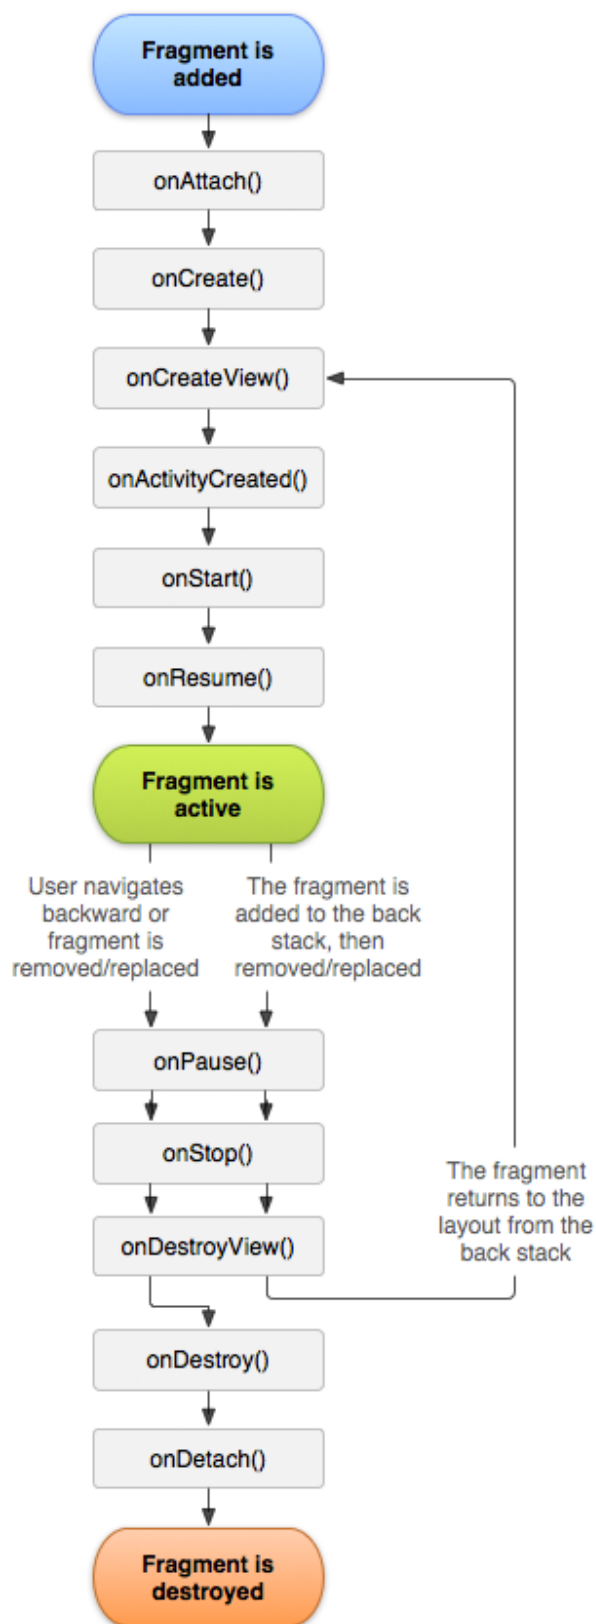 Fragment is
added
onAttach()
onCreate()
onCreateView()
onActivityCreated()
onStart()
onResume()
Fragment is
active
User navigates
backward or
fragment is
removed/replaced
The fragment is
added to the back
stack, then
removed/replaced
onPause()
onStop()
onDestroyView()
The fragment
returns to the
layout from the
back stack
onDestroy()
onDetach()
Fragment is
destroyed